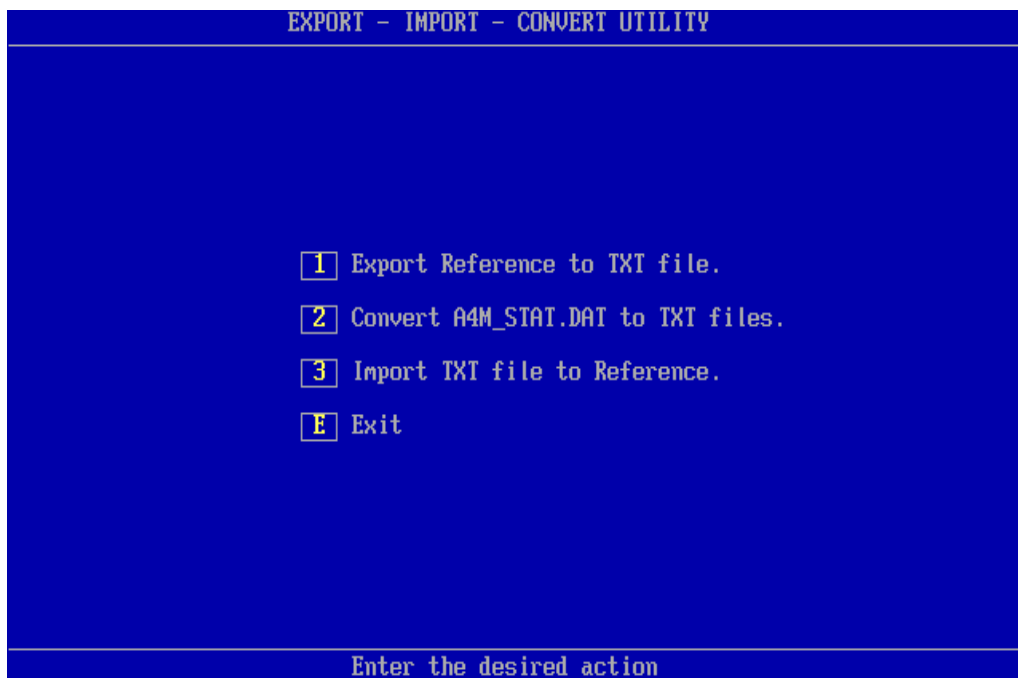 EXPORT - IMPORT - CONVERT UTILITY
1 Export Reference to TXT file.
2 Convert A4M_STAT.DAT to TXT files.
3 Import TXT file to Reference.
E Exit
Enter the desired action